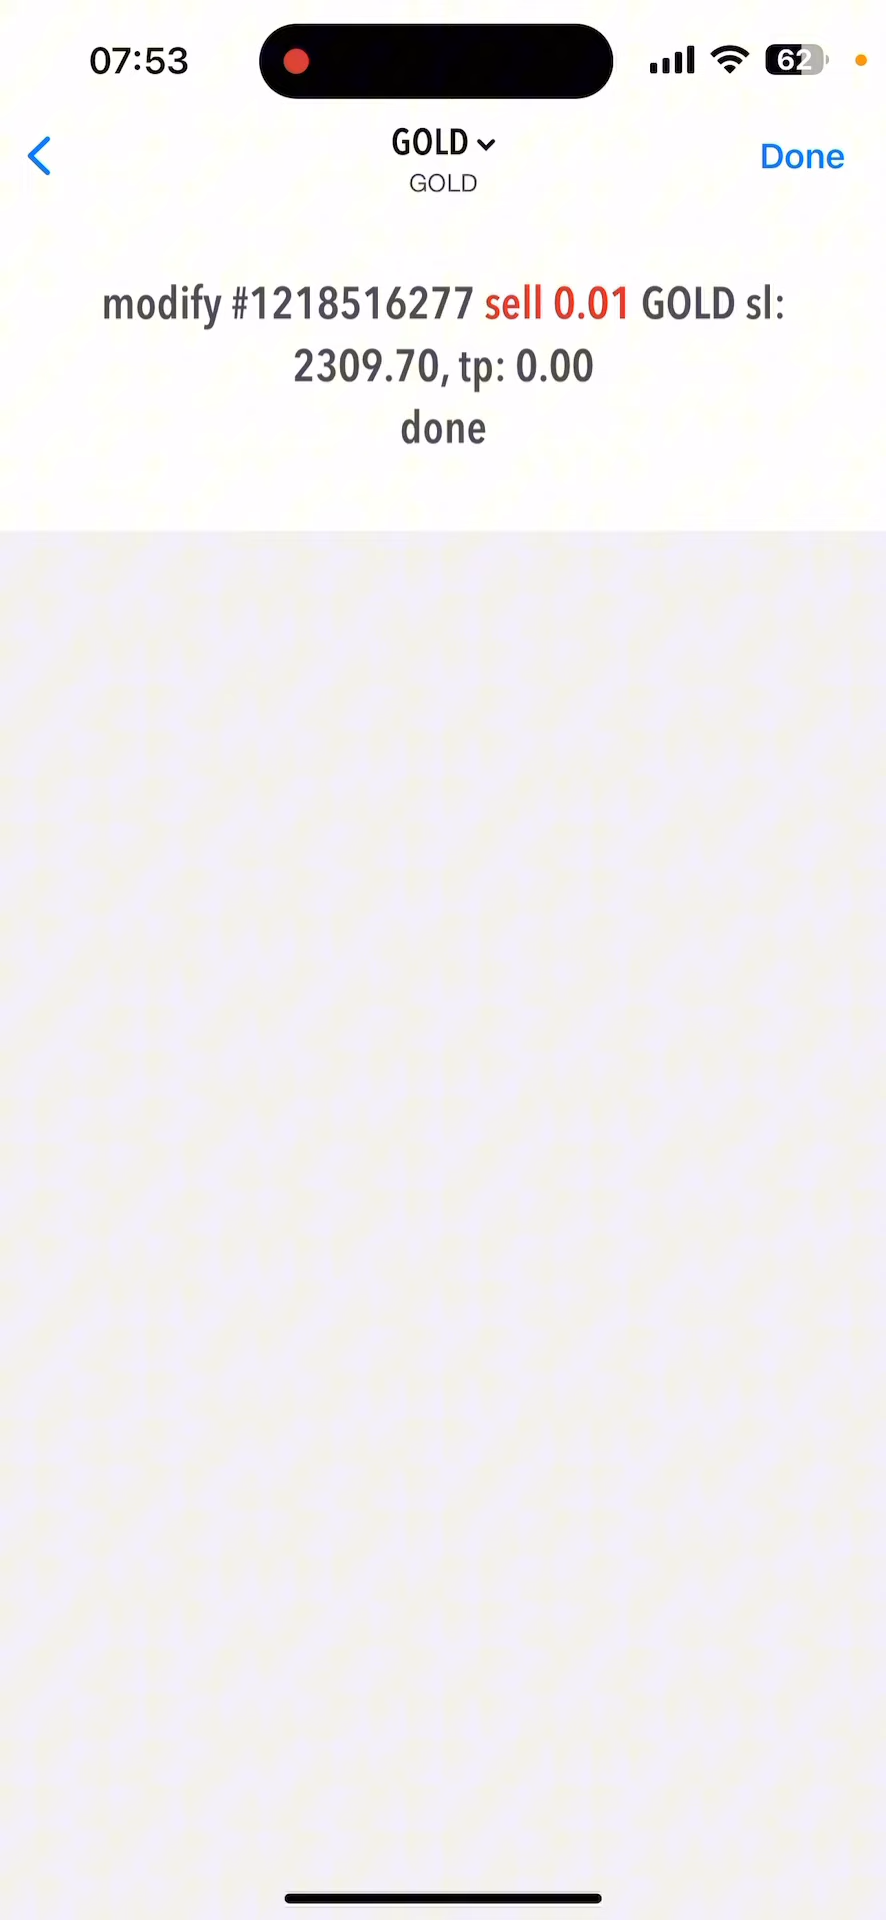 07:53
62
GOLD
Done
GOLD
modify #1218516277 sell 0.01 GOLD sl:
2309.70, tp: 0.00
done